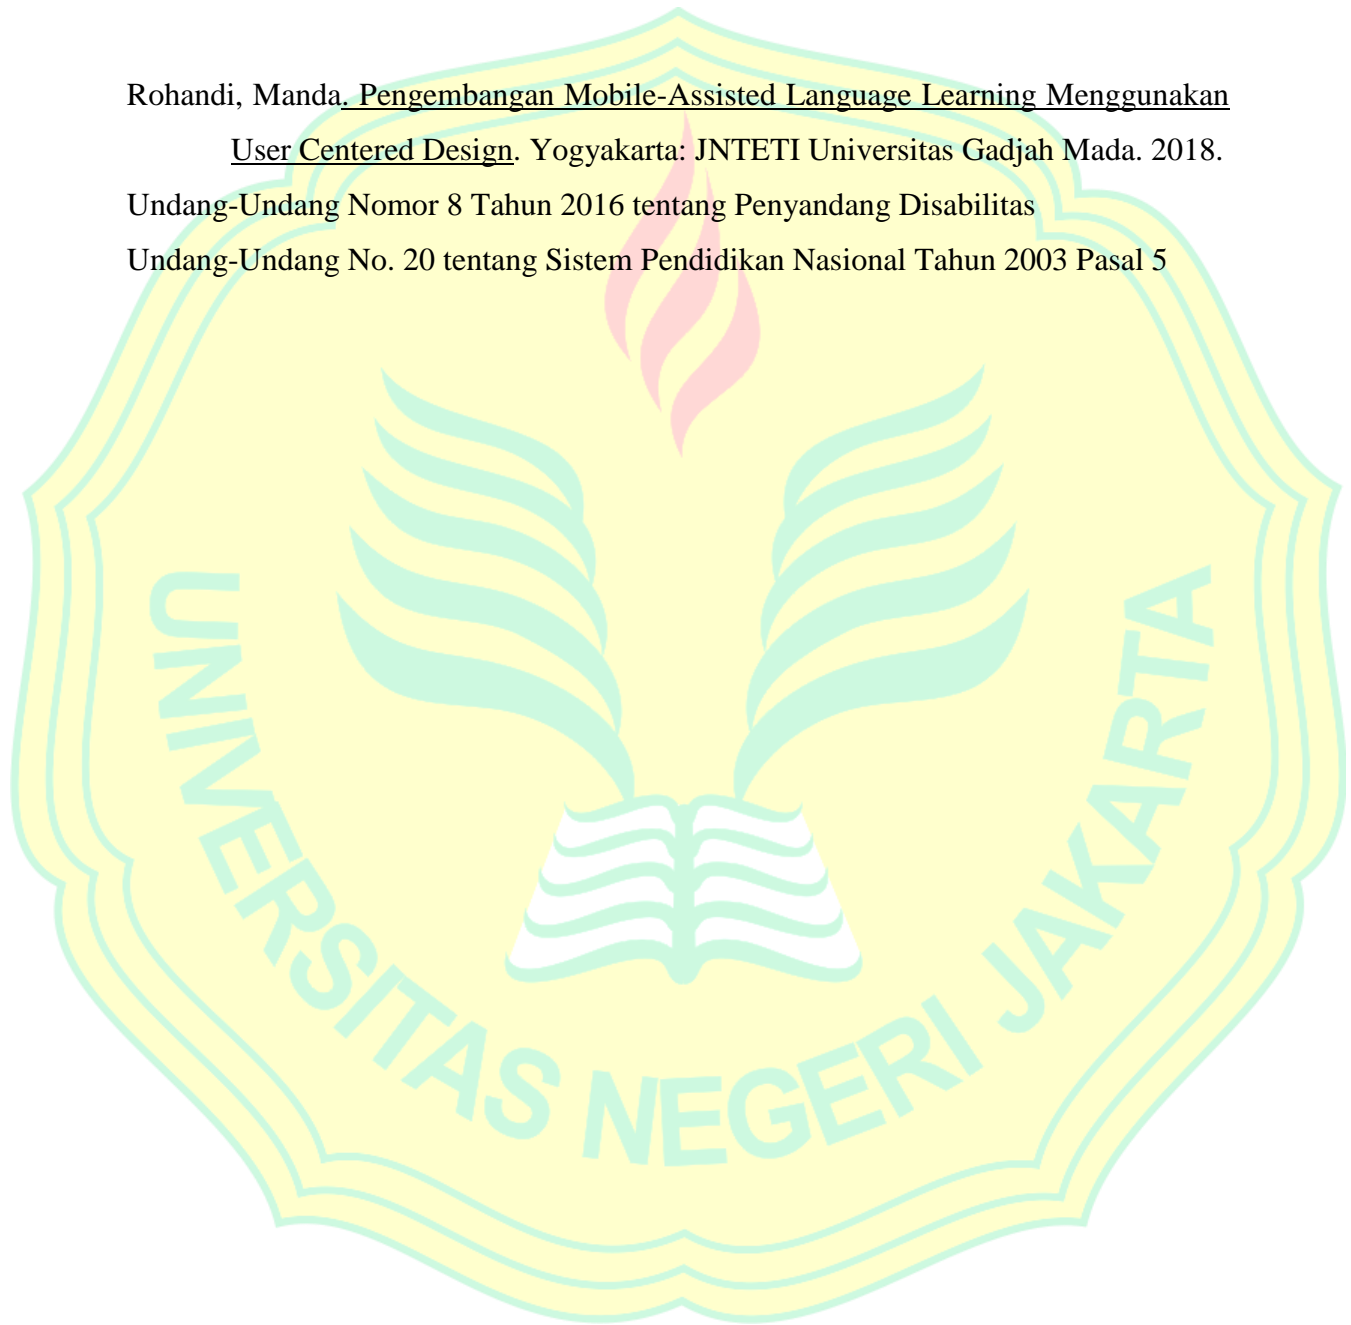 Rohandi, Manda. Pengembangan Mobile-Assisted Language Learning Menggunakan
User Centered Design. Yogyakarta: JNTETI Universitas Gadjah Mada. 2018.
Undang-Undang Nomor 8 Tahun 2016 tentang Penyandang Disabilitas
Undang-Undang No. 20 tentang Sistem Pendidikan Nasional Tahun 2003 Pasal 5
UNIVERSITAS NEGERI JAKARTA